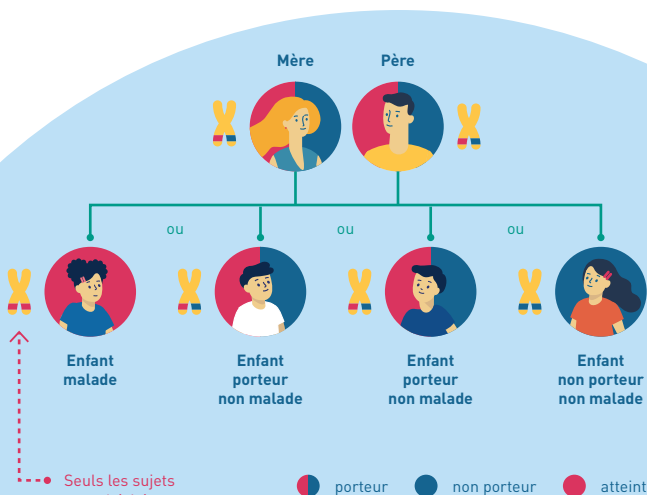 Mère
Père
ou
ou
ou
Enfant
malade
Enfant
porteur
non malade
Enfant
porteur
non malade
Enfant
non porteur
non malade
Seuls les sujets
porteur
non porteur
atteint